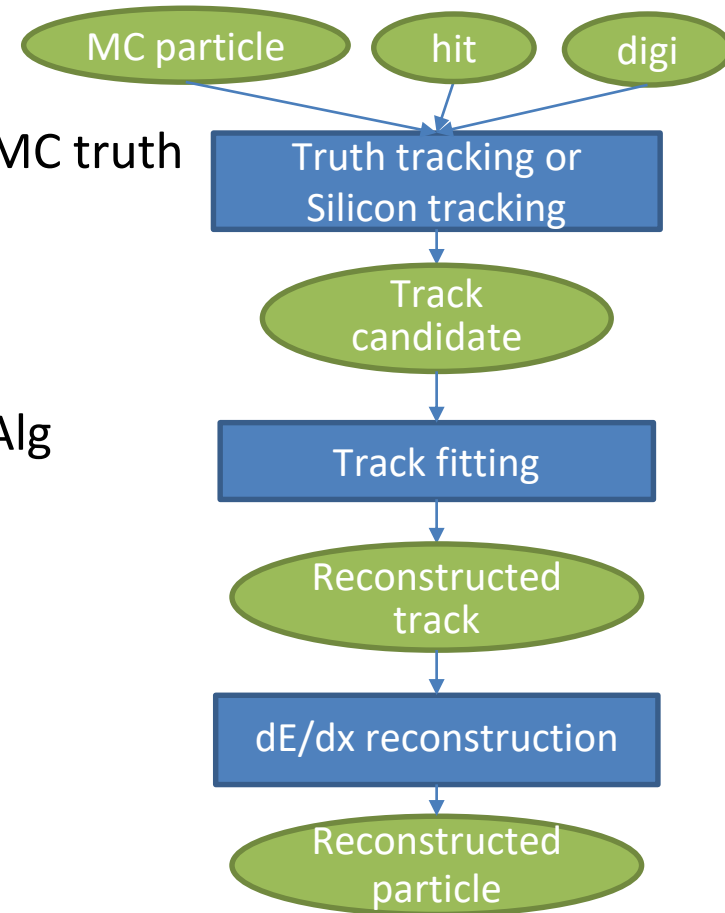 MC particle
hit
digi
MC truth
Truth tracking or
Silicon tracking
Track
candidate
Alg
Track fitting
Reconstructed
track
dE/dx reconstruction
Reconstructed
particle